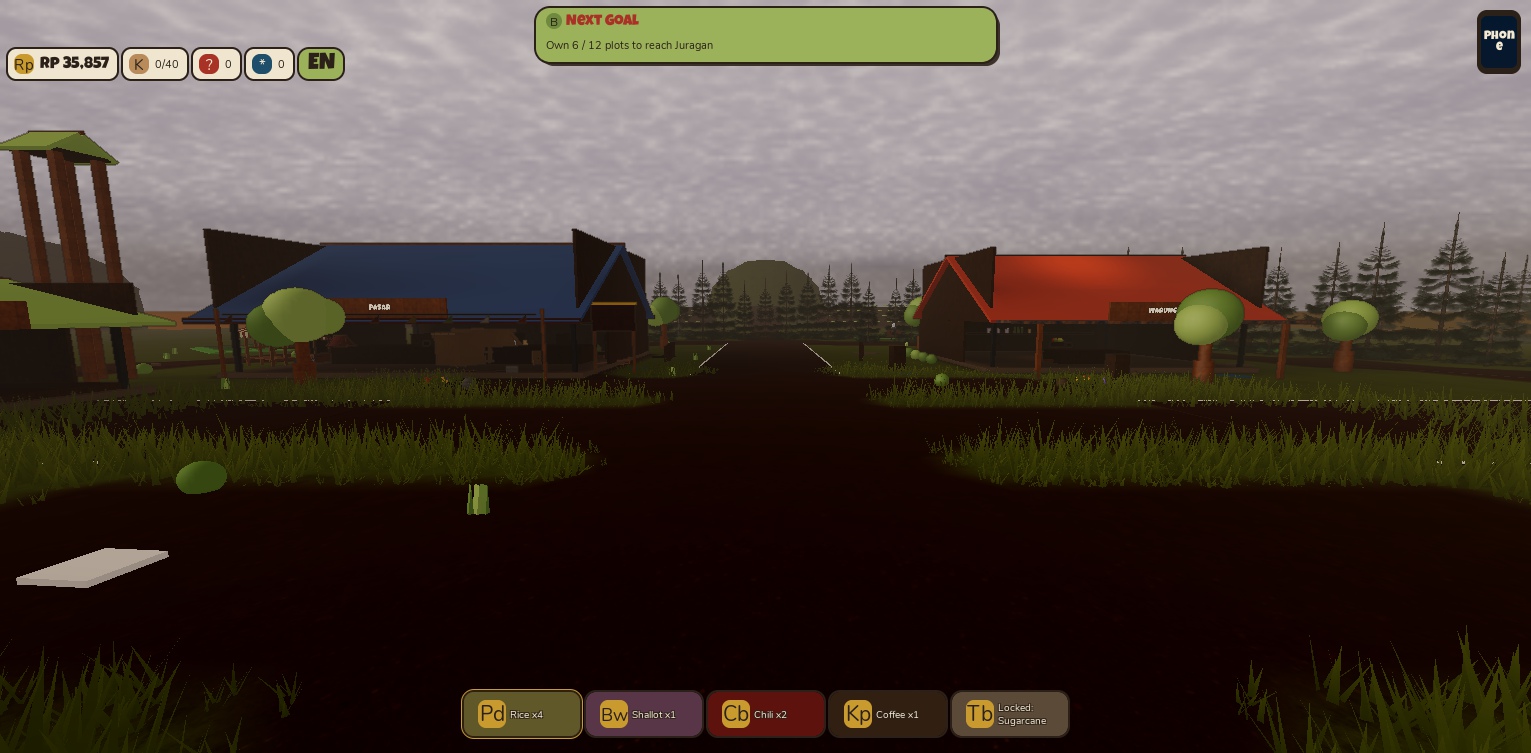 B NEXT GOAL
Own 6 / 12 plots to reach Juragan
PHON
E
Rp RP 35,857
K 0/40
? 0
* 0
EN
PASAR
Pd Rice x4
Bw Shallot x1
Cb Chili x2
Kp Coffee x1
Tb Locked:
Sugarcane